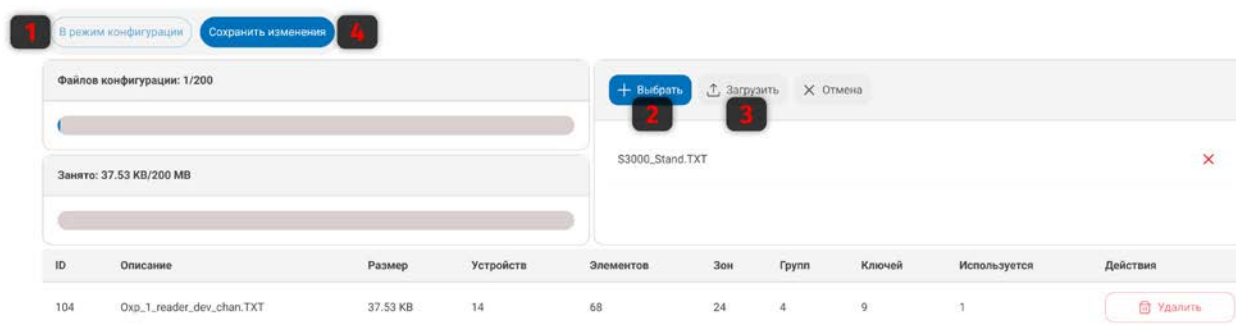 1 В режим конфигурации Сохранить изменения 4
Файлов конфигурации: 1/200
Выбрать Загрузить Отмена
2 3
S3000_Stand.TXT
Занято: 37.53 KB/200 MB
ID Описание Размер Устройств Элементов Зон Групп Ключей Используется Действия
104 Oxp_1_reader_dev_chan.TXT 37.53 KB 14 68 24 4 9 1 Удалить